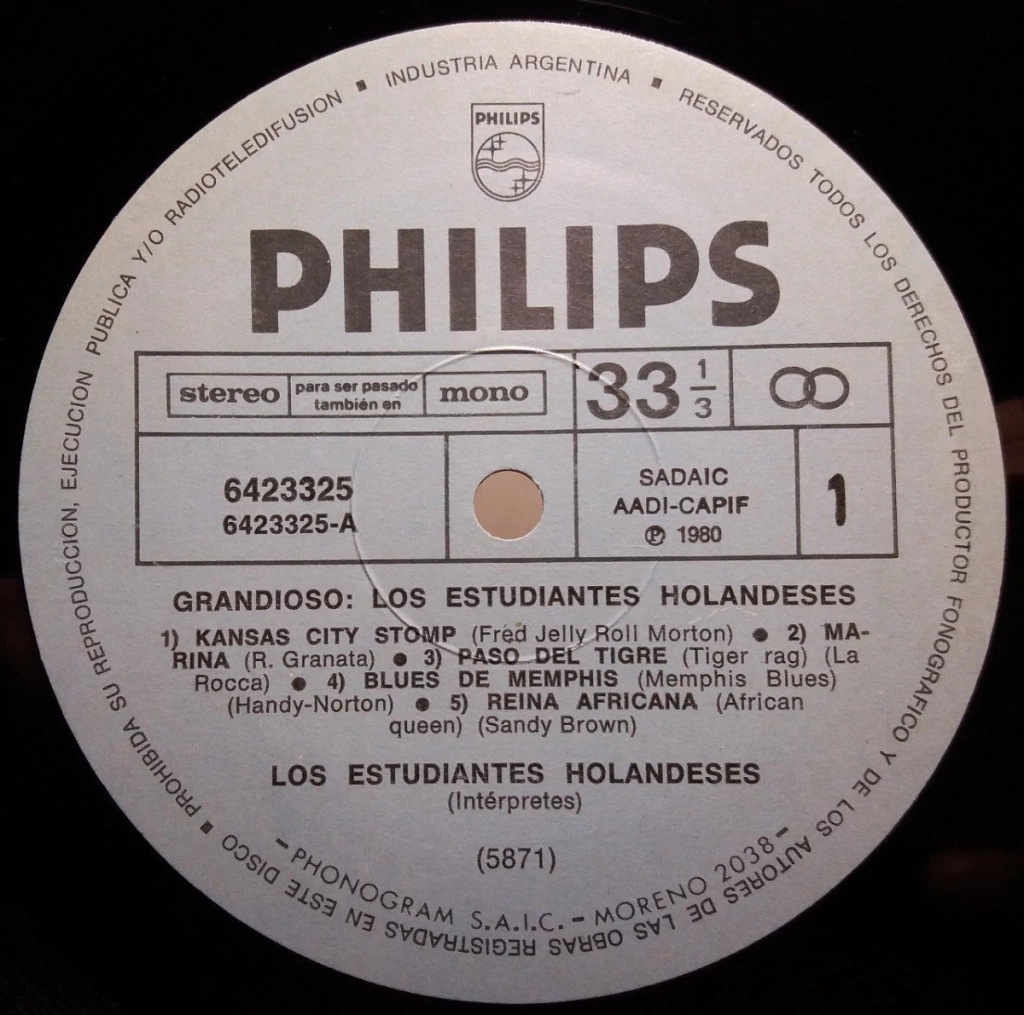 INDUSTRIA ARGENTINA ▪ RESERVADOS TODOS LOS DERECHOS DEL PRODUCTOR FONOGRAFICO Y DE LOS AUTORES DE LAS OBRAS REGISTRADAS EN ESTE DISCO ▪ PROHIBIDA SU REPRODUCCION, EJECUCION PUBLICA Y//O RADIOTELEDIFUSION ▪
PHILIPS
PHILIPS
stereo para ser pasado también en mono
33 1/3
6423325
6423325-A
SADAIC
AADI-CAPIF
℗ 1980
1
GRANDIOSO: LOS ESTUDIANTES HOLANDESES
1) KANSAS CITY STOMP (Fred Jelly Roll Morton) ● 2) MA-
RINA (R. Granata) ● 3) PASO DEL TIGRE (Tiger rag) (La
Rocca) ● 4) BLUES DE MEMPHIS (Memphis Blues)
(Handy-Norton) ● 5) REINA AFRICANA (African
queen) (Sandy Brown)
LOS ESTUDIANTES HOLANDESES
(Intérpretes)
(5871)
-PHONOGRAM S.A.I.C. - MORENO 2038-